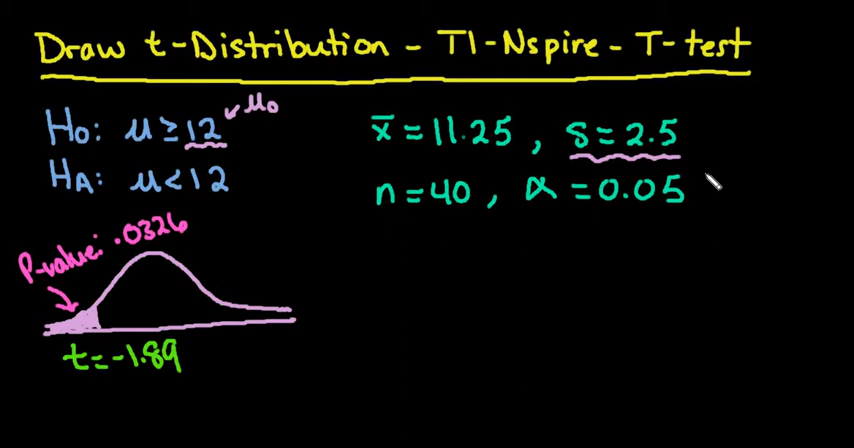 Draw t-Distribution - TI-Nspire - T-test
H₀: μ ≥ 12 μ₀
x̄ = 11.25 , s = 2.5
Hₐ: μ < 12
n = 40 , α = 0.05
P-value: .0326
t = -1.89